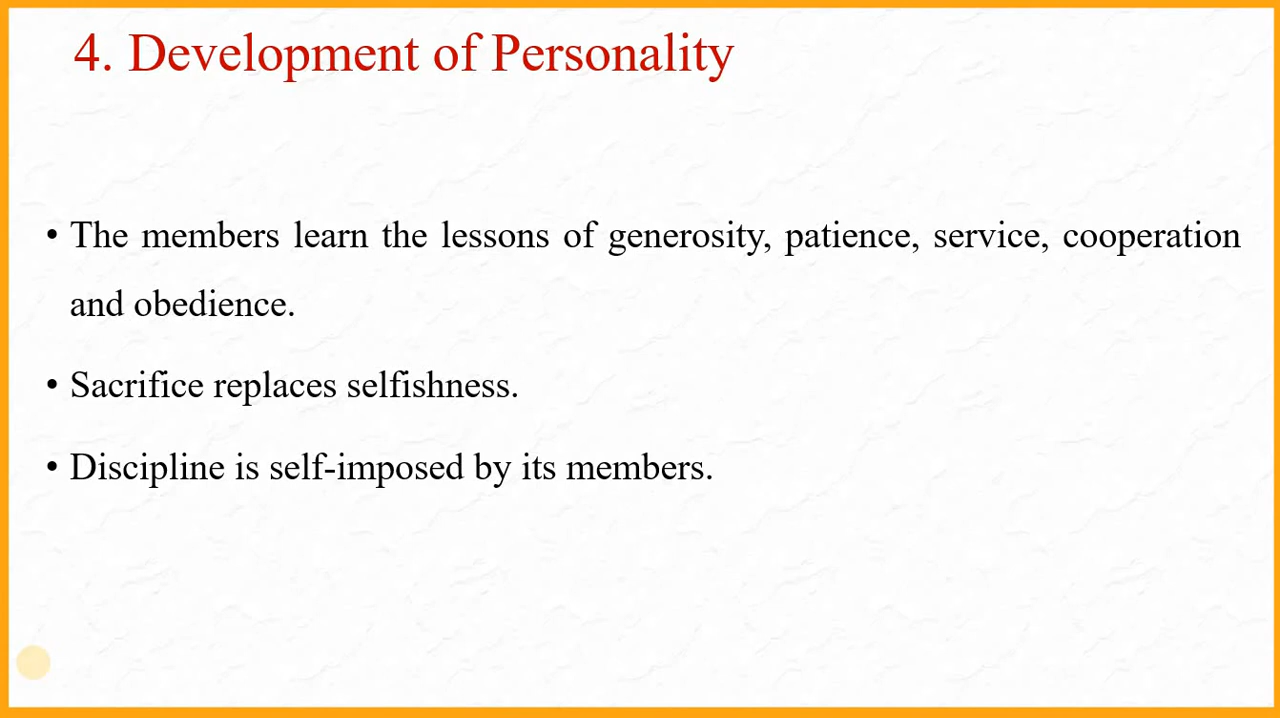 4. Development of Personality
• The members learn the lessons of generosity, patience, service, cooperation
and obedience.
• Sacrifice replaces selfishness.
• Discipline is self-imposed by its members.